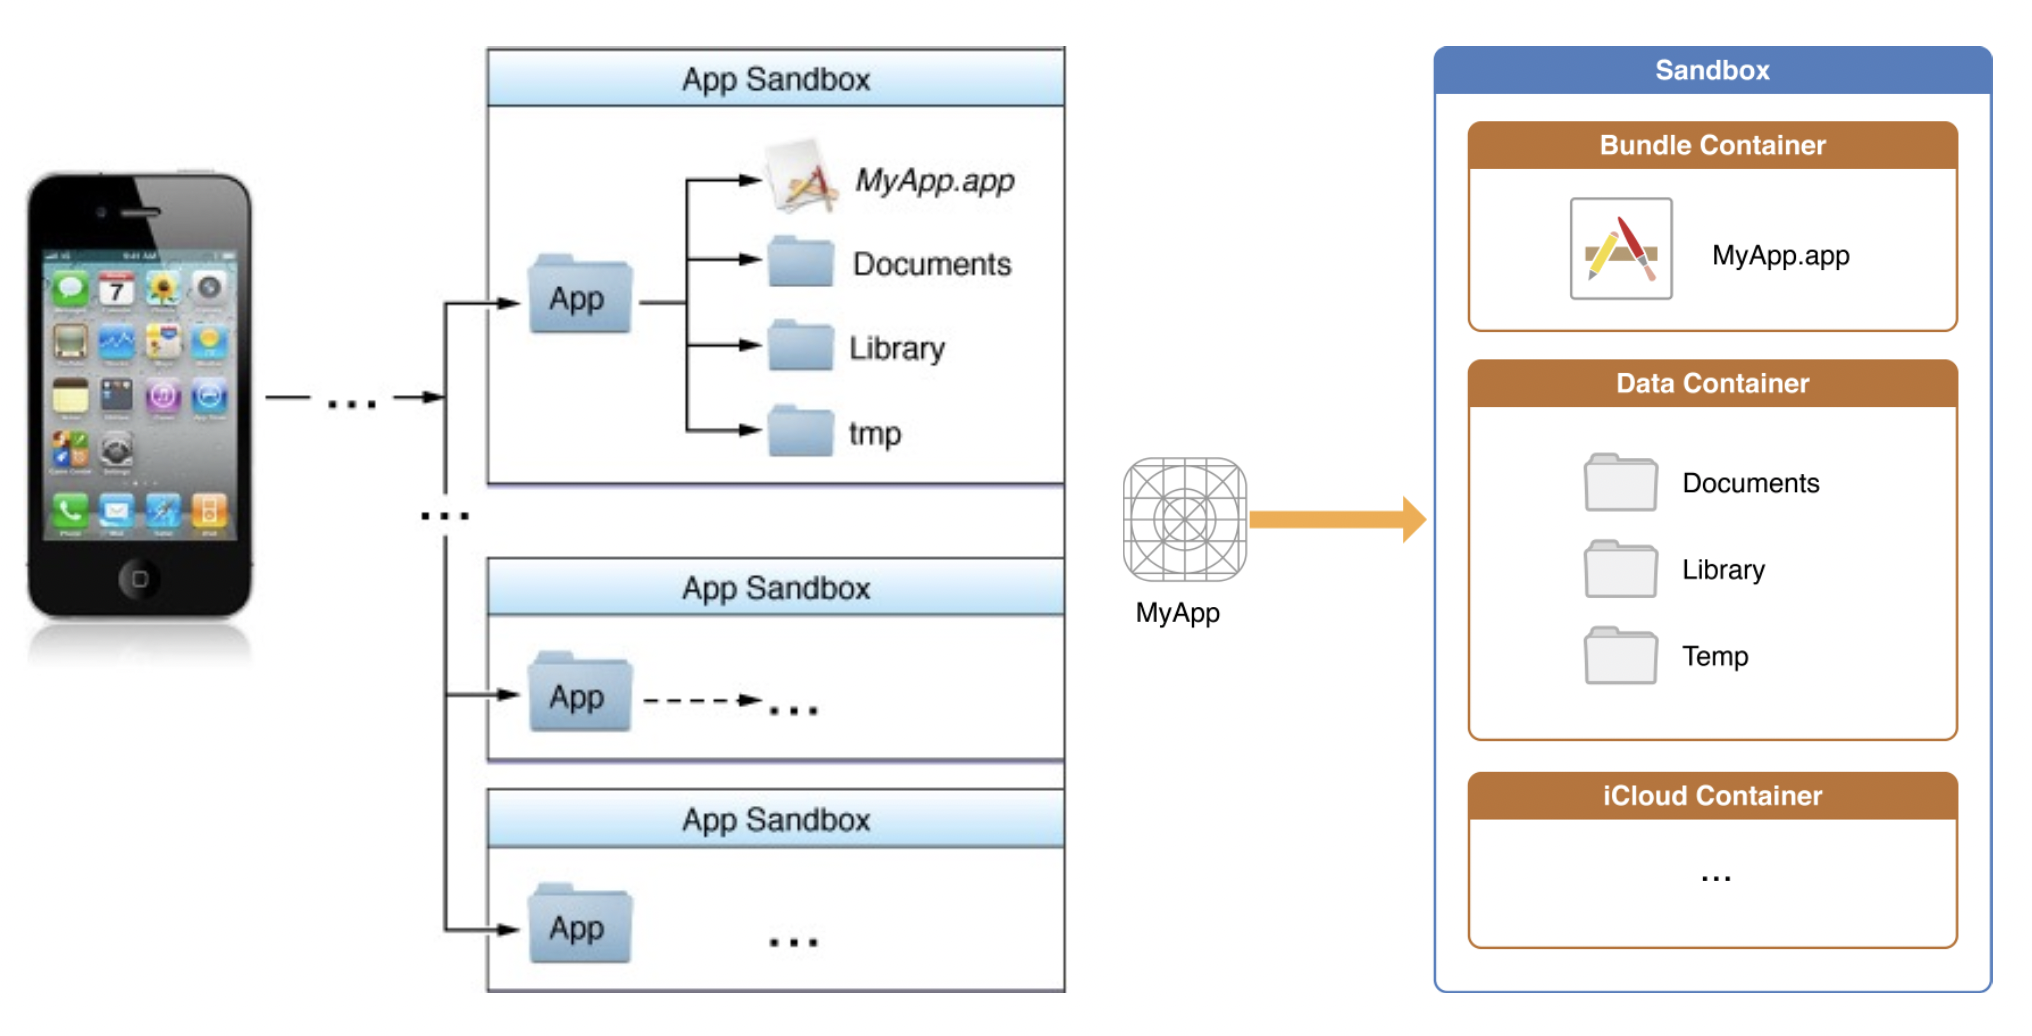 App Sandbox
MyApp.app
App
Documents
Library
tmp
...
...
App Sandbox
App
...
App Sandbox
App
...
7
MyApp
Sandbox
Bundle Container
MyApp.app
Data Container
Documents
Library
Temp
iCloud Container
...